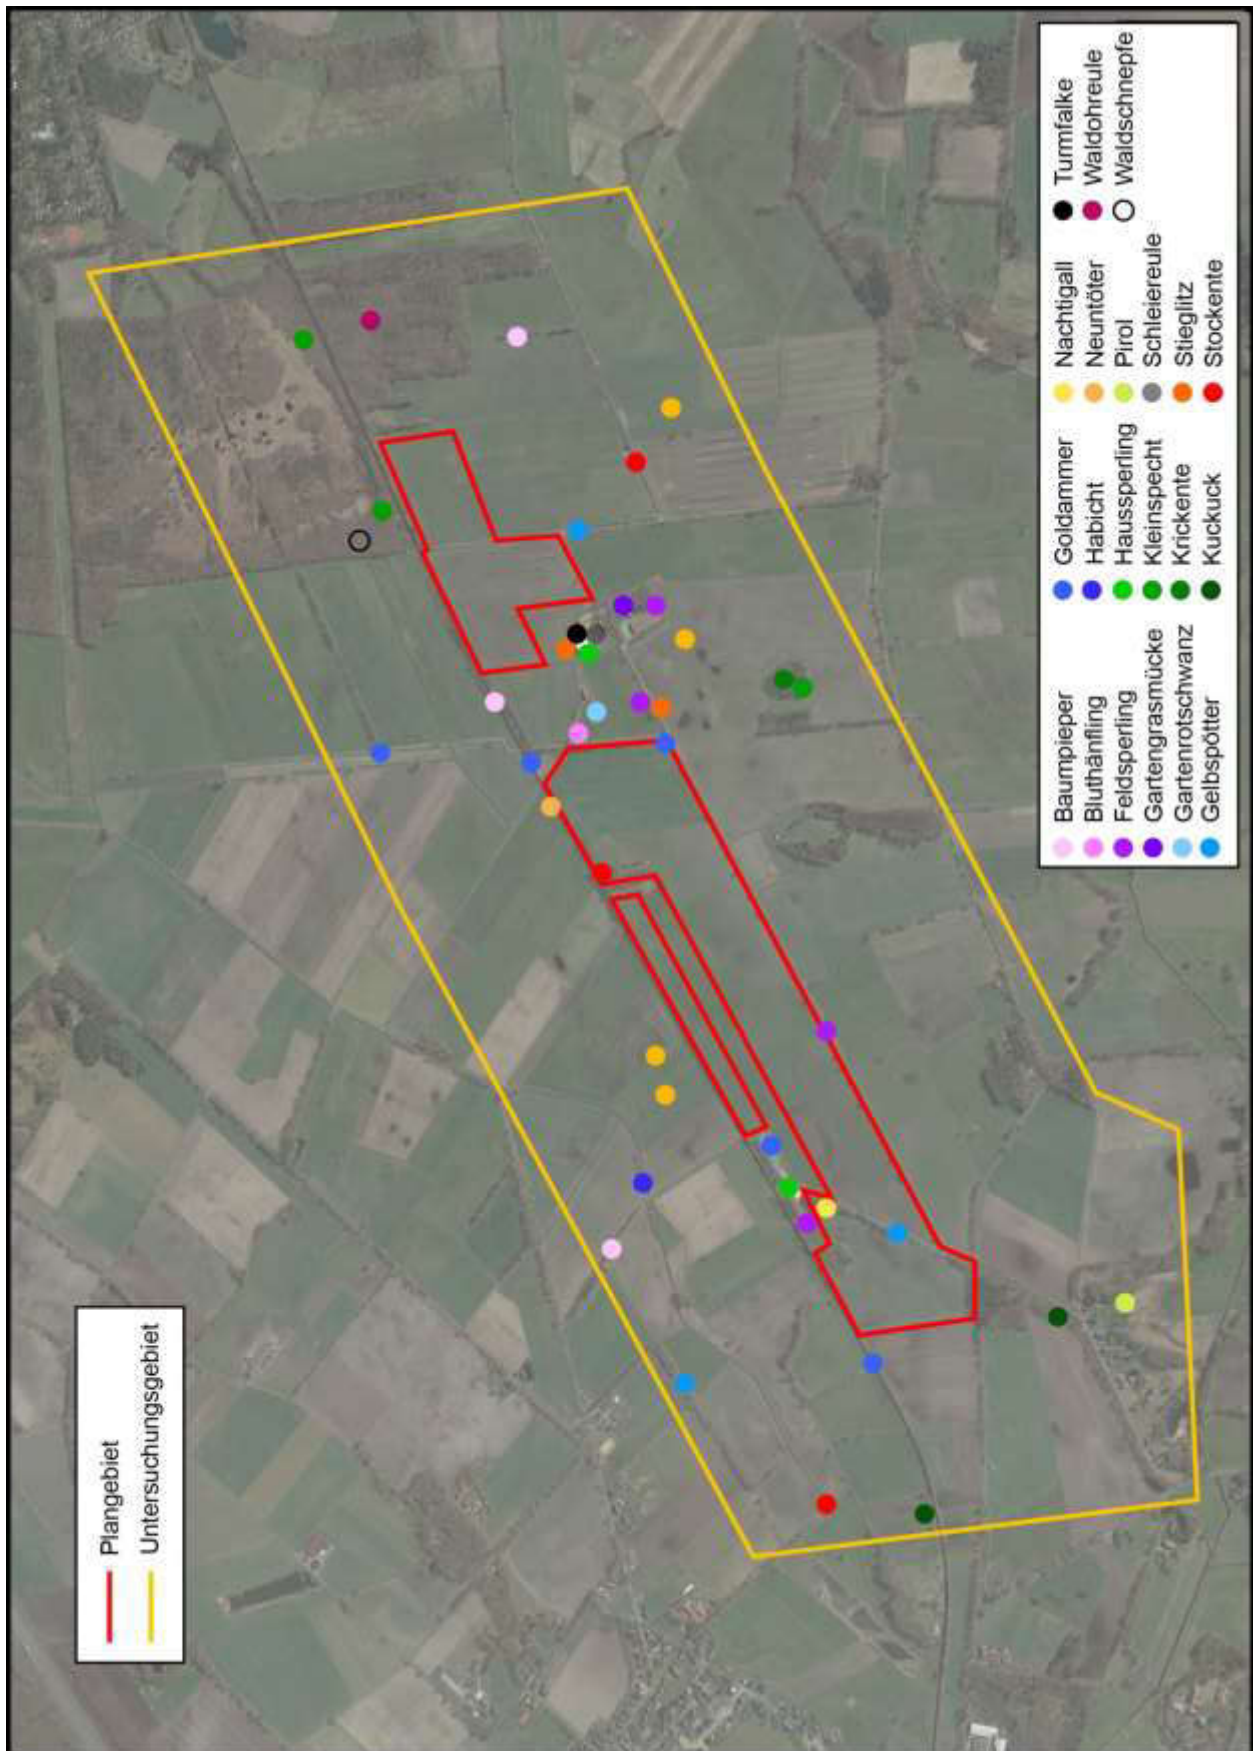 Plangebiet
Untersuchungsgebiet
Baumpieper
Bluthänfling
Feldsperling
Gartengrasmücke
Gartenrotschwanz
Gelbspötter
Goldammer
Habicht
Haussperling
Kleinspecht
Krickente
Kuckuck
Nachtigall
Neuntöter
Pirol
Schleiereule
Stieglitz
Stockente
Turmfalke
Waldohreule
Waldschnepfe